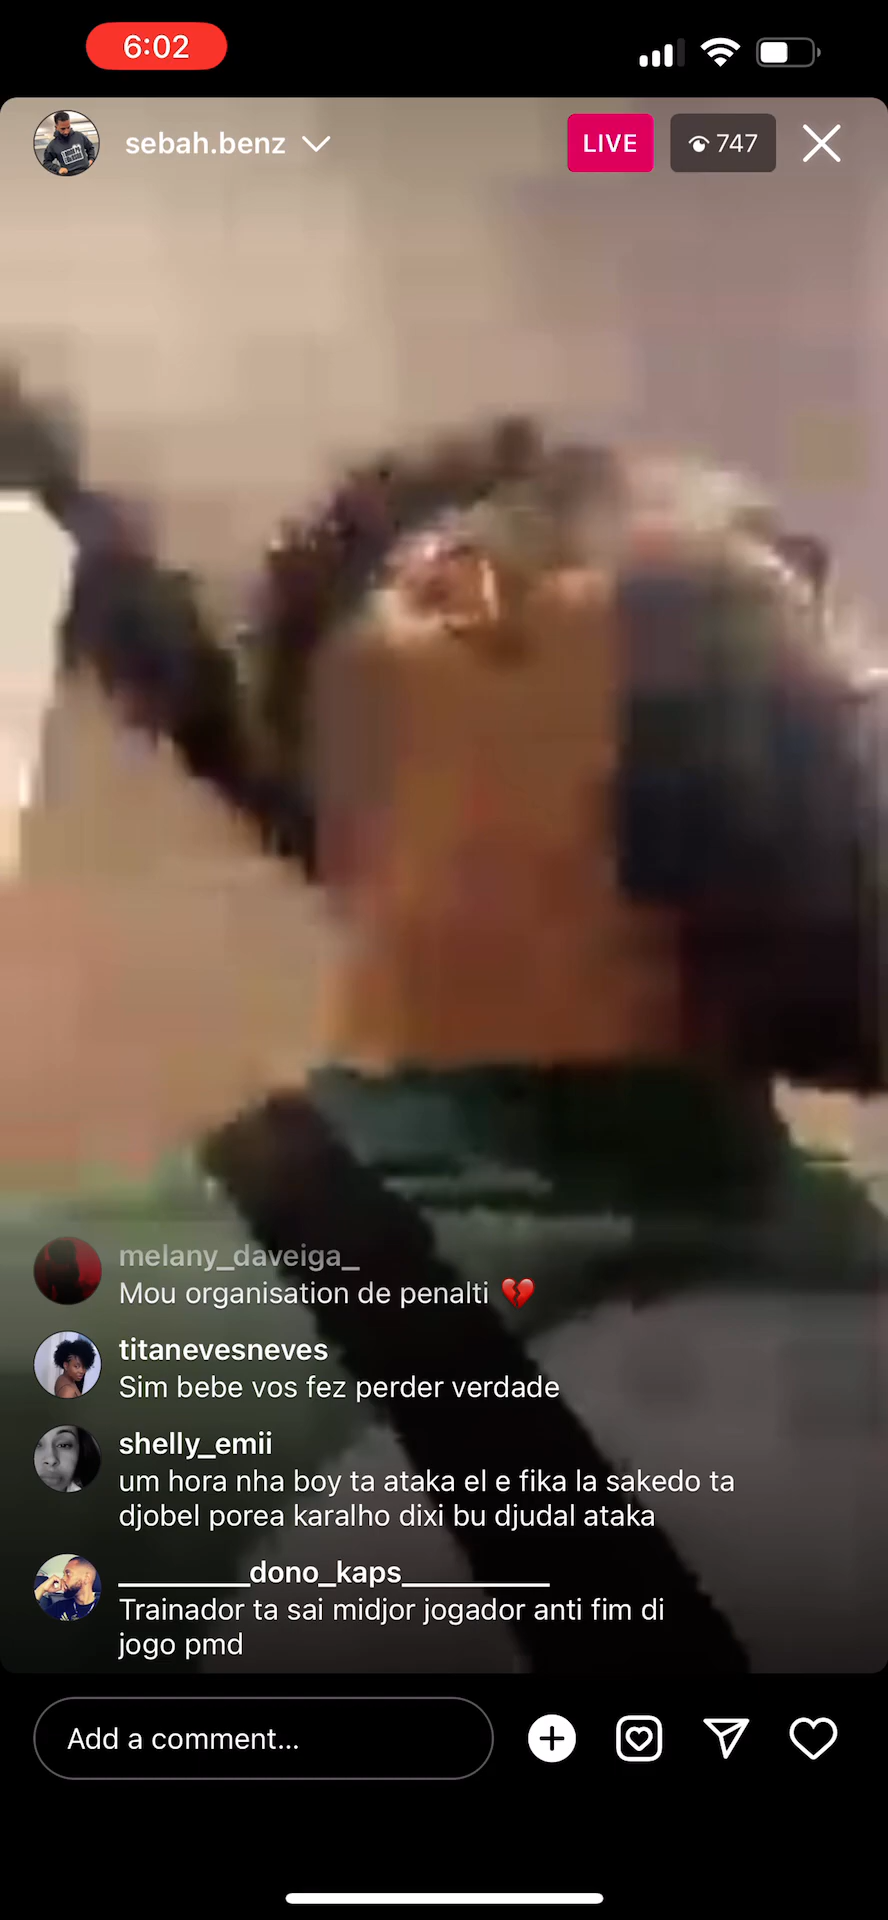 6:02
sebah.benz
LIVE
747
melany_daveiga_
Mou organisation de penalti 💔
titanevesneves
Sim bebe vos fez perder verdade
shelly_emii
um hora nha boy ta ataka el e fika la sakedo ta
djobel porea karalho dixi bu djudal ataka
_________dono_kaps__________
Trainador ta sai midjor jogador anti fim di
jogo pmd
Add a comment...